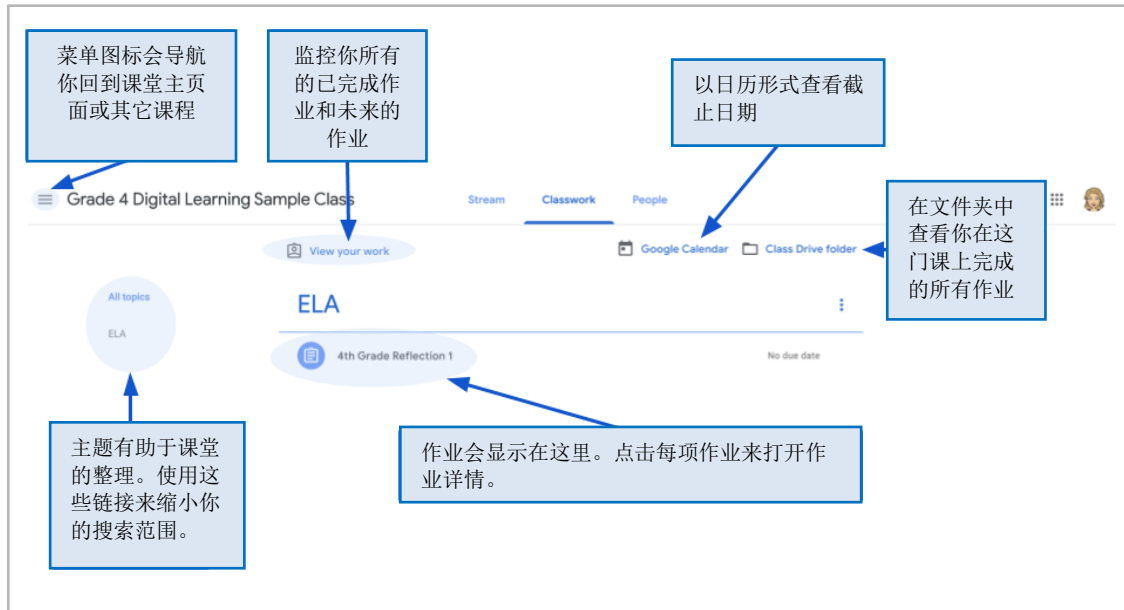 菜单图标会导航
你回到课堂主页
面或其它课程
监控你所有
的已完成作
业和未来的
作业
以日历形式查看截
止日期
Grade 4 Digital Learning Sample Class
Stream
Classwork
People
在文件夹中
查看你在这
门课上完成
的所有作业
View your work
Google Calendar
Class Drive folder
All topics
ELA
ELA
4th Grade Reflection 1
No due date
主题有助于课堂
的整理。使用这
些链接来缩小你
的搜索范围。
作业会显示在这里。点击每项作业来打开作
业详情。